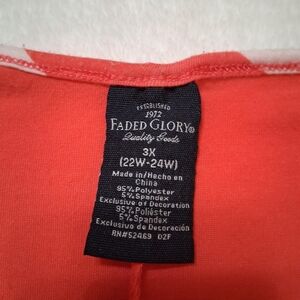 ESTABLISHED
1972
FADED GLORY®
Quality Goods
3X
(22W-24W)
Made in/Hecho en
China
95% Polyester
5% Spandex
Exclusive of Decoration
95% Poliéster
5% Spandex
Exclusivo de Decoración
RN#52469 02F